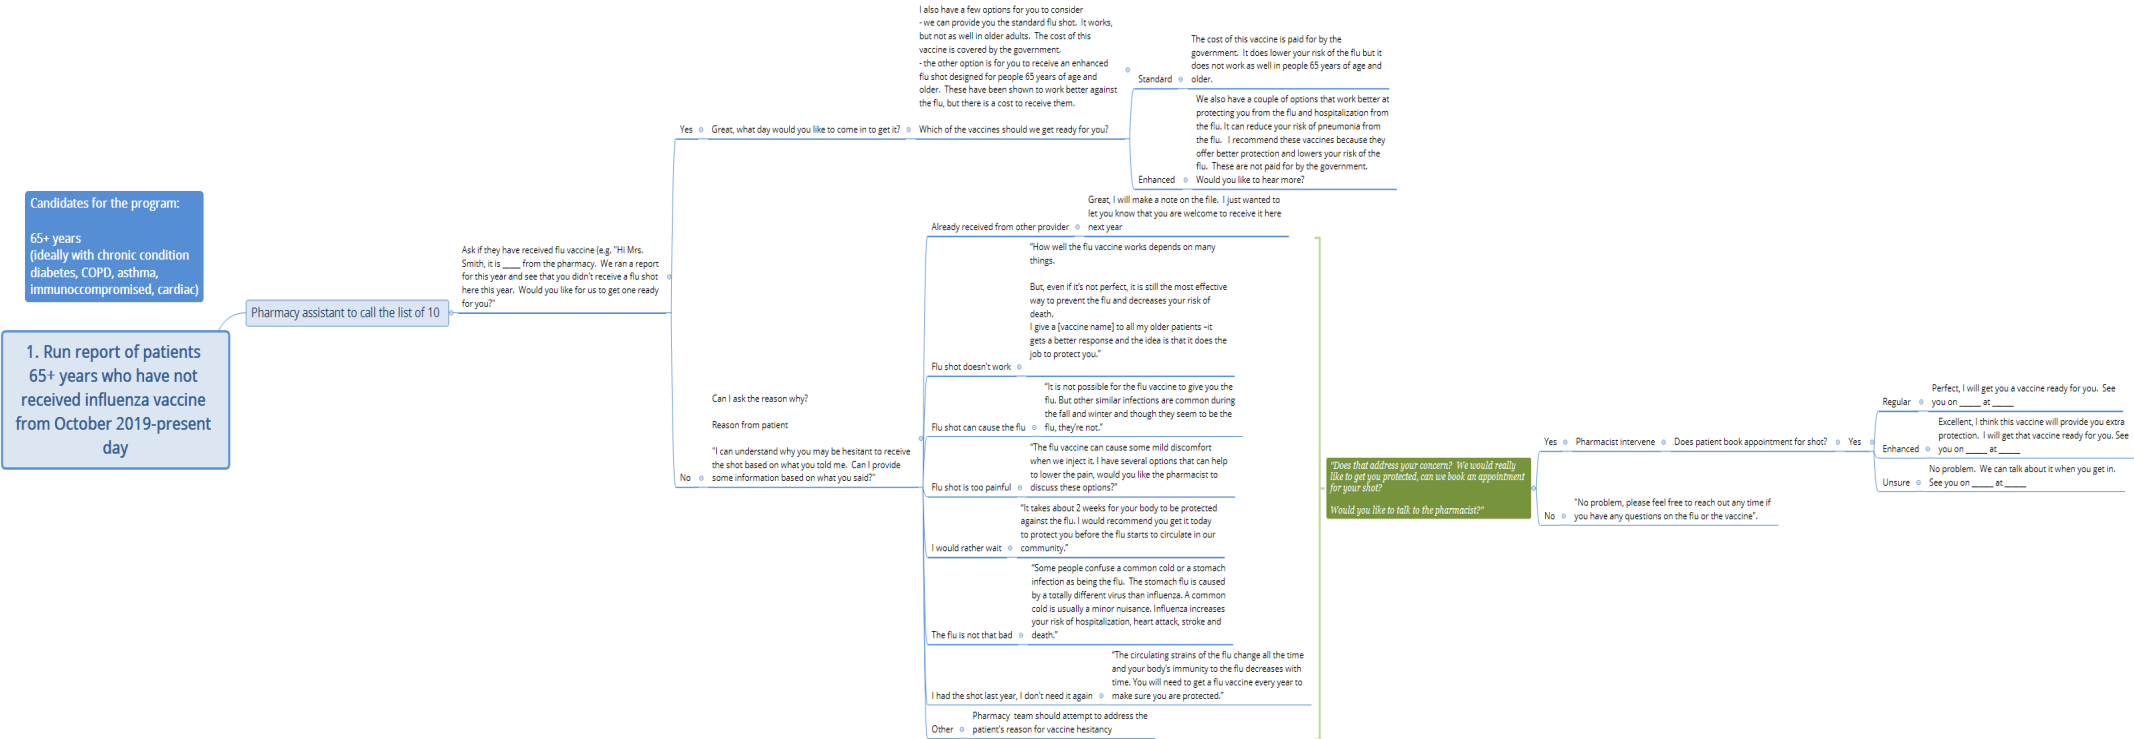 Candidates for the program:
65+ years
(ideally with chronic condition
diabetes, COPD, asthma,
immunoccompromised, cardiac)
1. Run report of patients
65+ years who have not
received influenza vaccine
from October 2019-present
day
Pharmacy assistant to call the list of 10
Ask if they have received flu vaccine (e.g. "Hi Mrs.
Smith, it is ____ from the pharmacy. We ran a report
for this year and see that you didn't receive a flu shot
here this year. Would you like for us to get one ready
for you?"
Yes
Great, what day would you like to come in to get it?
I also have a few options for you to consider
- we can provide you the standard flu shot. It works,
but not as well in older adults. The cost of this
vaccine is covered by the government.
- the other option is for you to receive an enhanced
flu shot designed for people 65 years of age and
older. These have been shown to work better against
the flu, but there is a cost to receive them.
Which of the vaccines should we get ready for you?
Standard
The cost of this vaccine is paid for by the
government. It does lower your risk of the flu but it
does not work as well in people 65 years of age and
older.
Enhanced
We also have a couple of options that work better at
protecting you from the flu and hospitalization from
the flu. It can reduce your risk of pneumonia from
the flu. I recommend these vaccines because they
offer better protection and lowers your risk of the
flu. These are not paid for by the government.
Would you like to hear more?
No
Can I ask the reason why?
Reason from patient
"I can understand why you may be hesitant to receive
the shot based on what you told me. Can I provide
some information based on what you said?"
Already received from other provider
Great, I will make a note on the file. I just wanted to
let you know that you are welcome to receive it here
next year
Flu shot doesn't work
"How well the flu vaccine works depends on many
things.
But, even if it's not perfect, it is still the most effective
way to prevent the flu and decreases your risk of
death.
I give a [vaccine name] to all my older patients –it
gets a better response and the idea is that it does the
job to protect you."
Flu shot can cause the flu
"It is not possible for the flu vaccine to give you the
flu. But other similar infections are common during
the fall and winter and though they seem to be the
flu, they're not."
Flu shot is too painful
"The flu vaccine can cause some mild discomfort
when we inject it. I have several options that can help
to lower the pain, would you like the pharmacist to
discuss these options?"
I would rather wait
"It takes about 2 weeks for your body to be protected
against the flu. I would recommend you get it today
to protect you before the flu starts to circulate in our
community."
The flu is not that bad
"Some people confuse a common cold or a stomach
infection as being the flu. The stomach flu is caused
by a totally different virus than influenza. A common
cold is usually a minor nuisance. Influenza increases
your risk of hospitalization, heart attack, stroke and
death."
I had the shot last year, I don't need it again
"The circulating strains of the flu change all the time
and your body's immunity to the flu decreases with
time. You will need to get a flu vaccine every year to
make sure you are protected."
Other
Pharmacy team should attempt to address the
patient's reason for vaccine hesitancy
"Does that address your concern? We would really
like to get you protected, can we book an appointment
for your shot?
Would you like to talk to the pharmacist?"
Yes
Pharmacist intervene
Does patient book appointment for shot?
Yes
Regular
Perfect, I will get you a vaccine ready for you. See
you on _____ at _____
Enhanced
Excellent, I think this vaccine will provide you extra
protection. I will get that vaccine ready for you. See
you on _____ at _____
Unsure
No problem. We can talk about it when you get in.
See you on _____ at _____
No
"No problem, please feel free to reach out any time if
you have any questions on the flu or the vaccine".